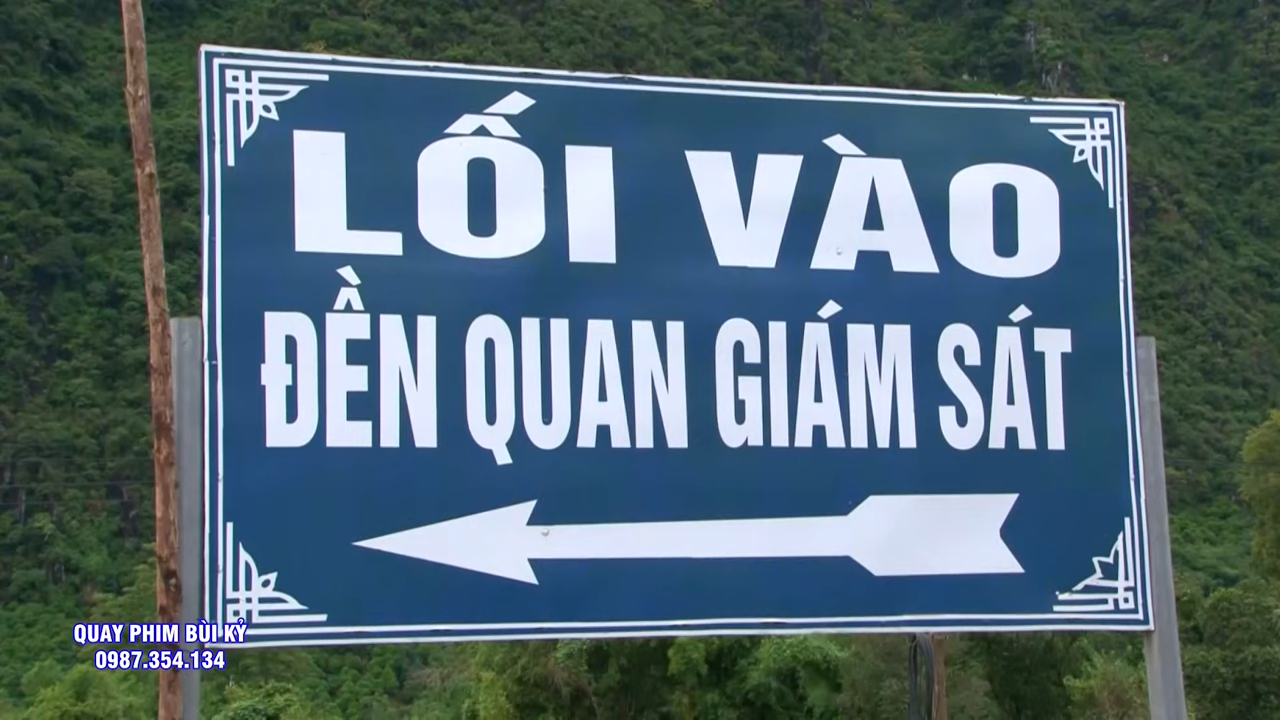 LỐI VÀO
ĐỀN QUAN GIÁM SÁT
QUAY PHIM BÙI KỶ
0987.354.134